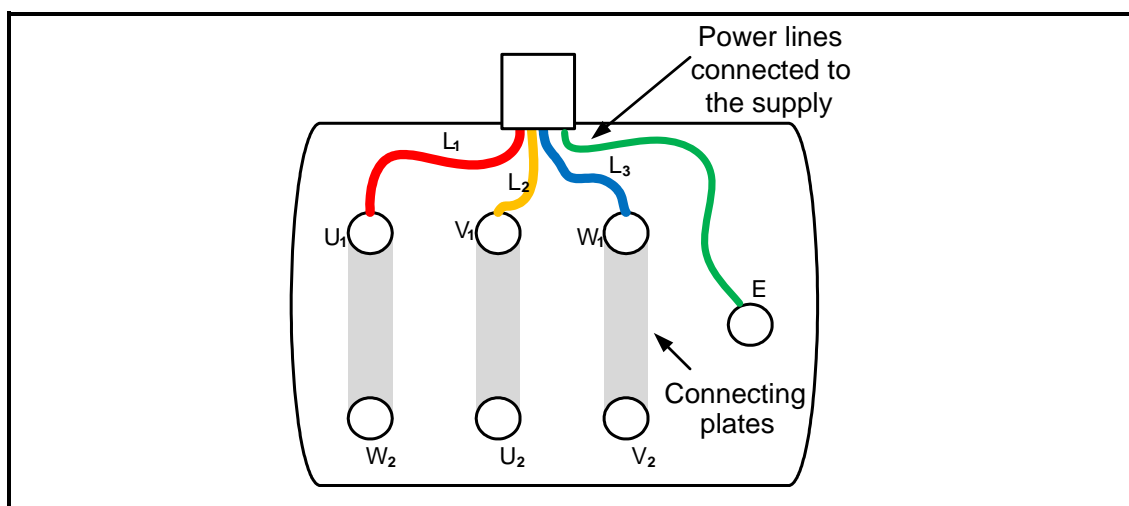 Power lines
connected to
the supply
L₁
L₂
L₃
U₁
V₁
W₁
E
Connecting
plates
W₂
U₂
V₂